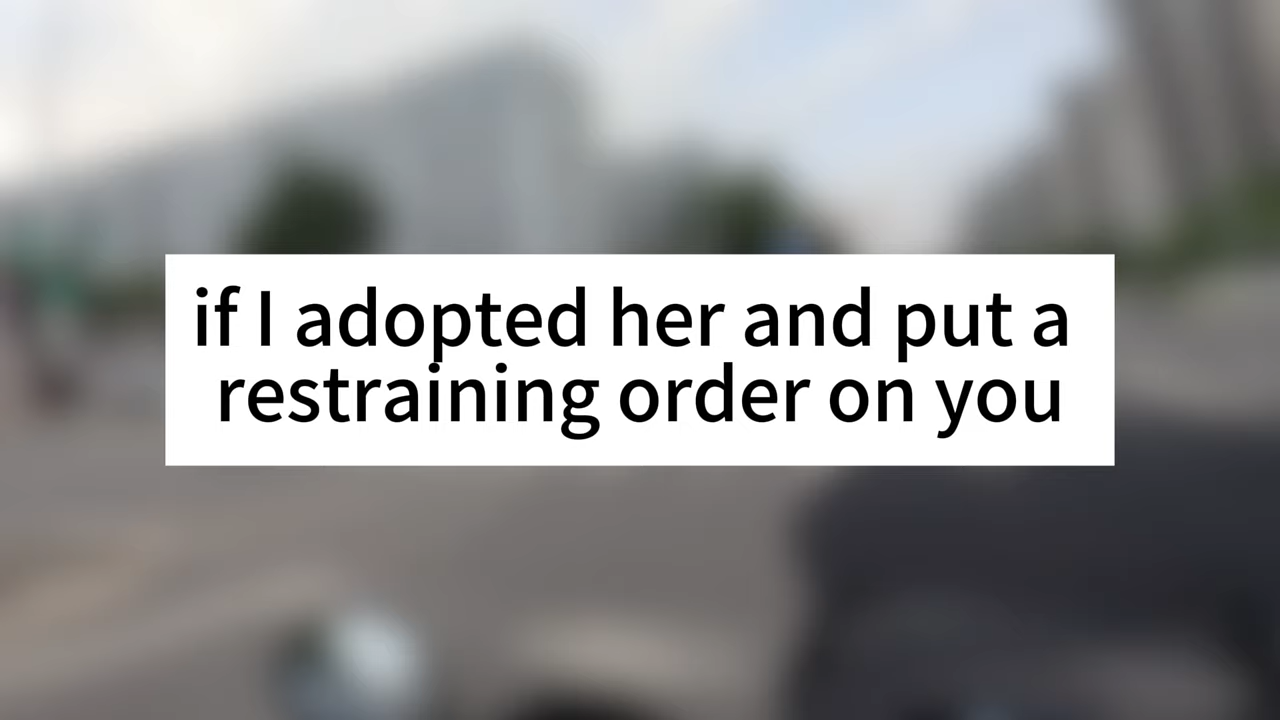 if I adopted her and put a
restraining order on you